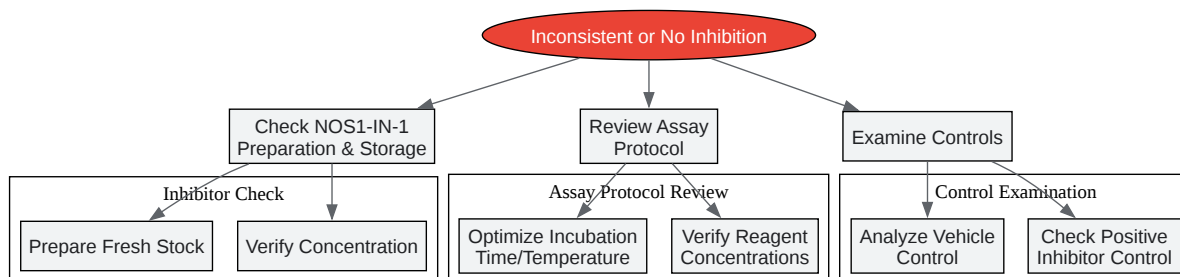 Inconsistent or No Inhibition
Check NOS1-IN-1
Preparation & Storage
Review Assay
Protocol
Examine Controls
Inhibitor Check
Assay Protocol Review
Control Examination
Prepare Fresh Stock
Verify Concentration
Optimize Incubation
Time/Temperature
Verify Reagent
Concentrations
Analyze Vehicle
Control
Check Positive
Inhibitor Control